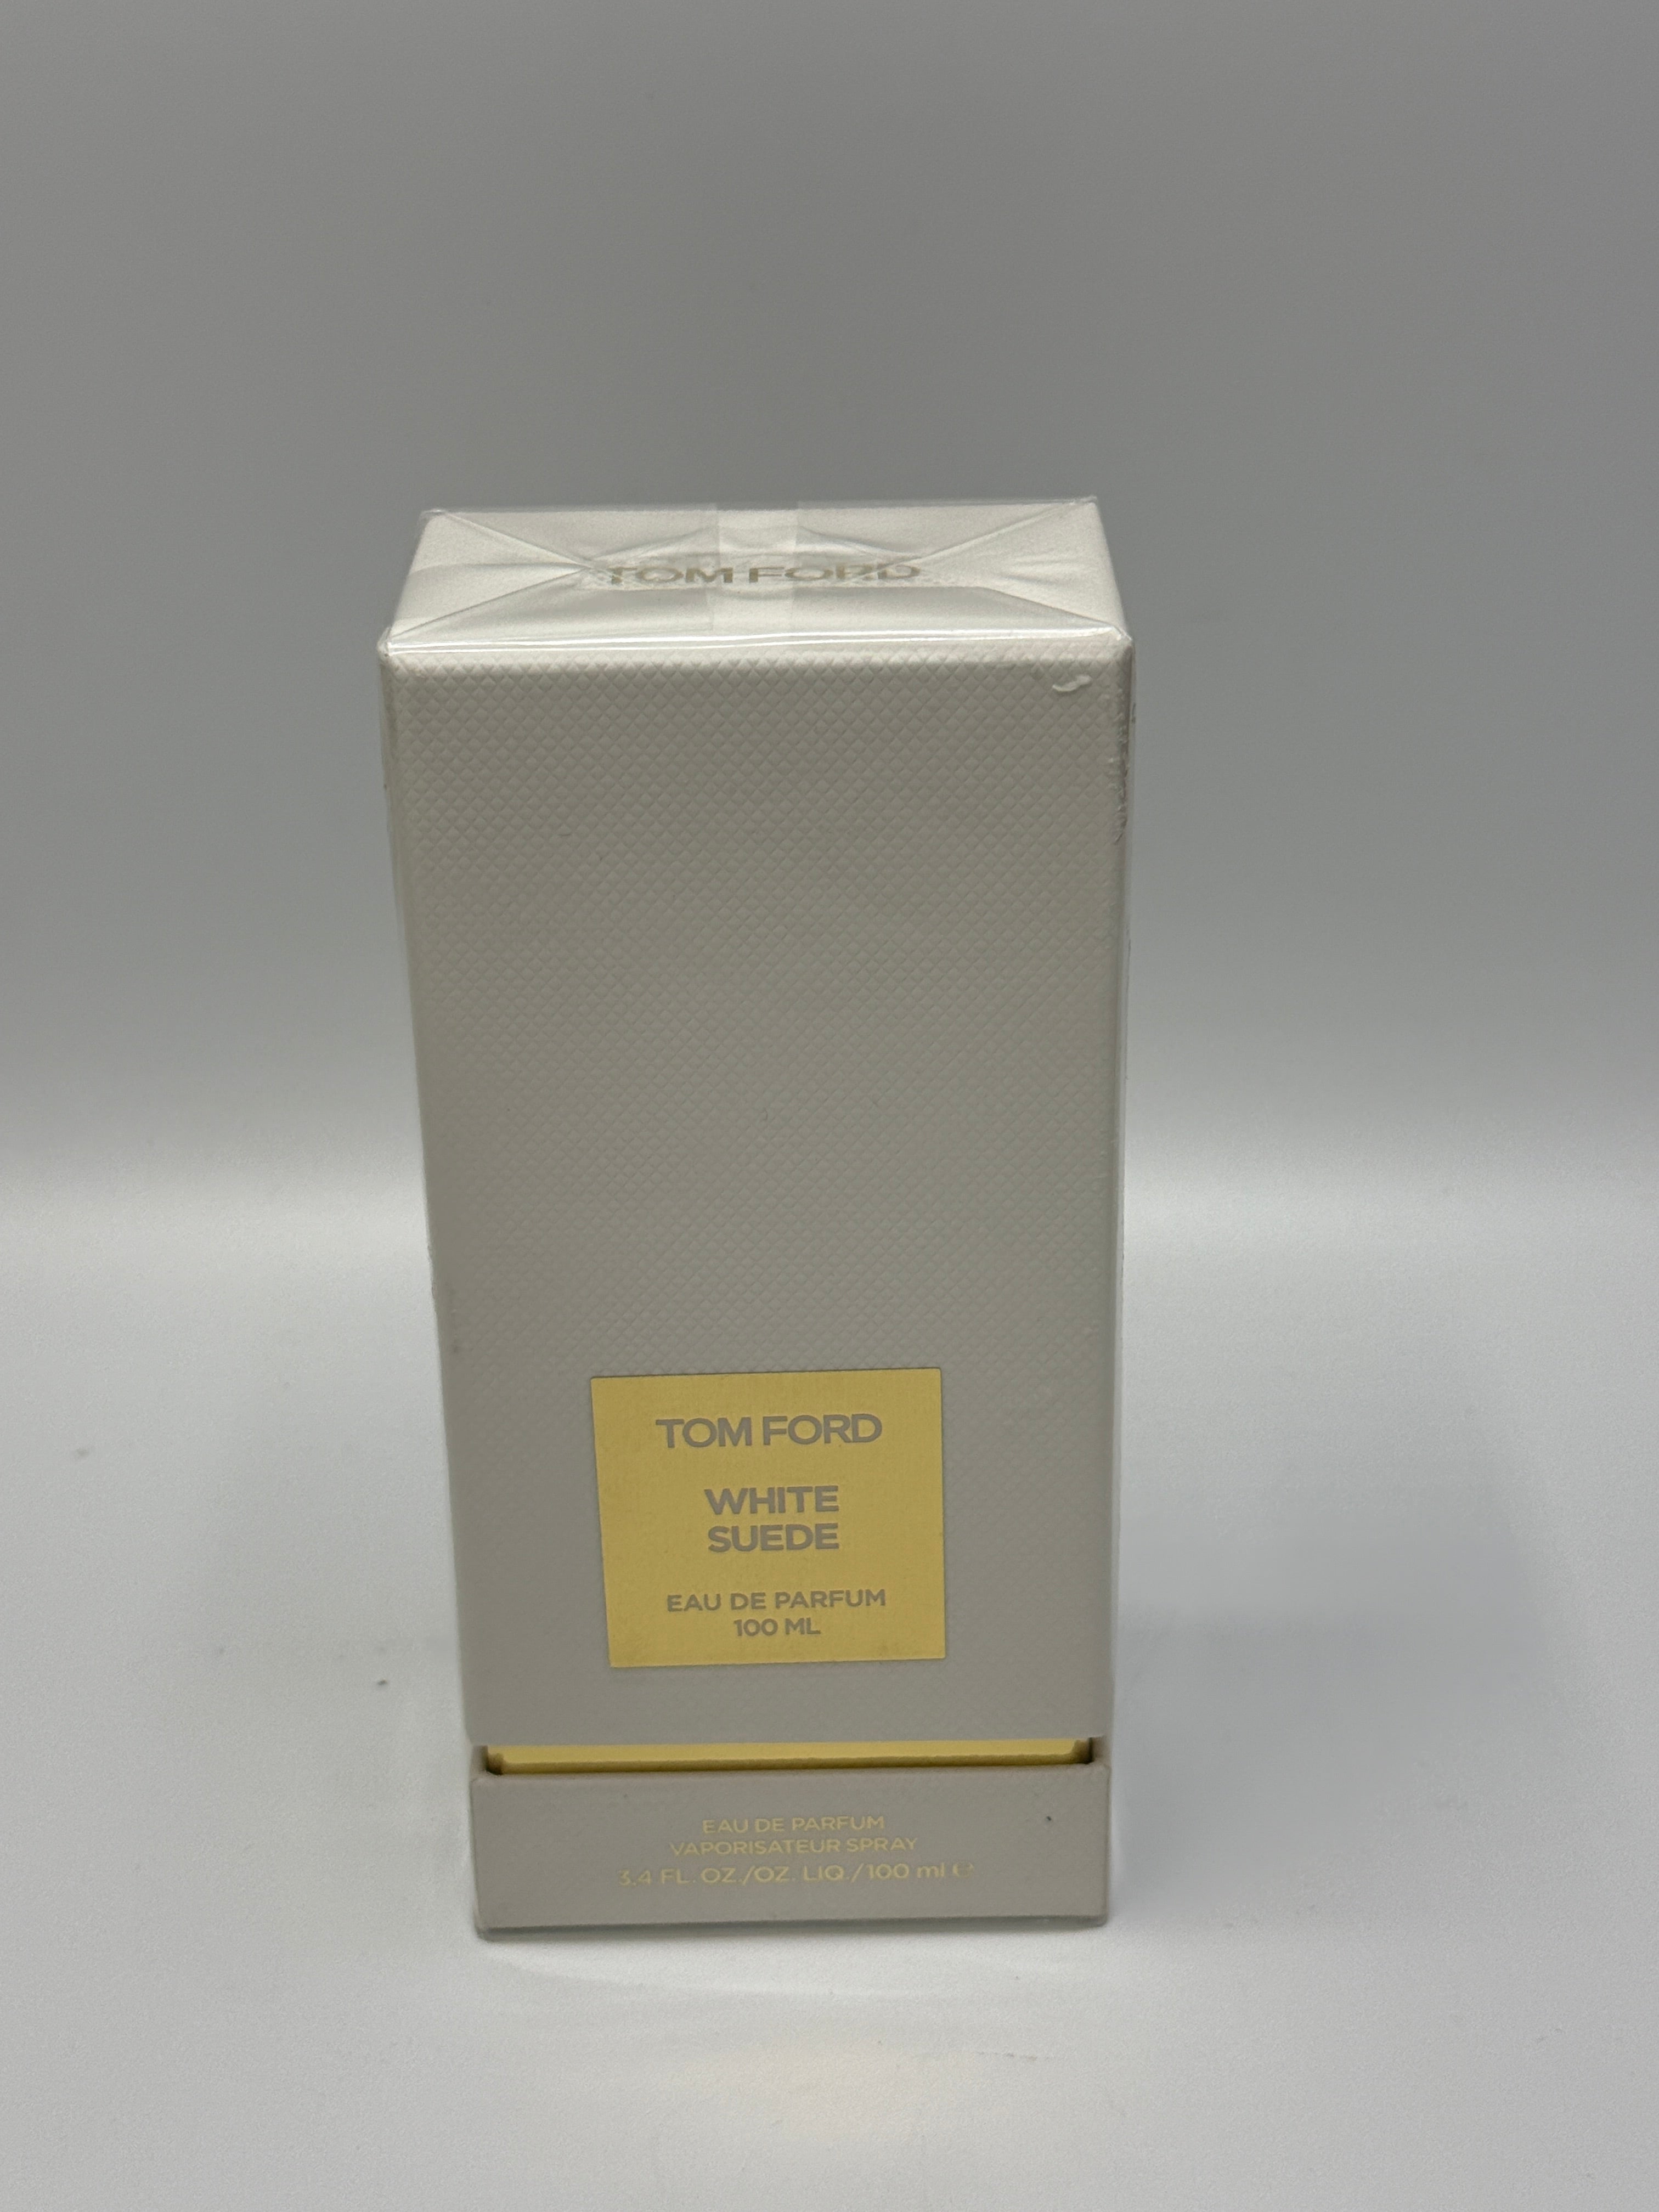 TOM FORD
TOM FORD
WHITE
SUEDE
EAU DE PARFUM
100 ML
EAU DE PARFUM
VAPORISATEUR SPRAY
3.4 FL. OZ./OZ. LIQ./100 ml ℮